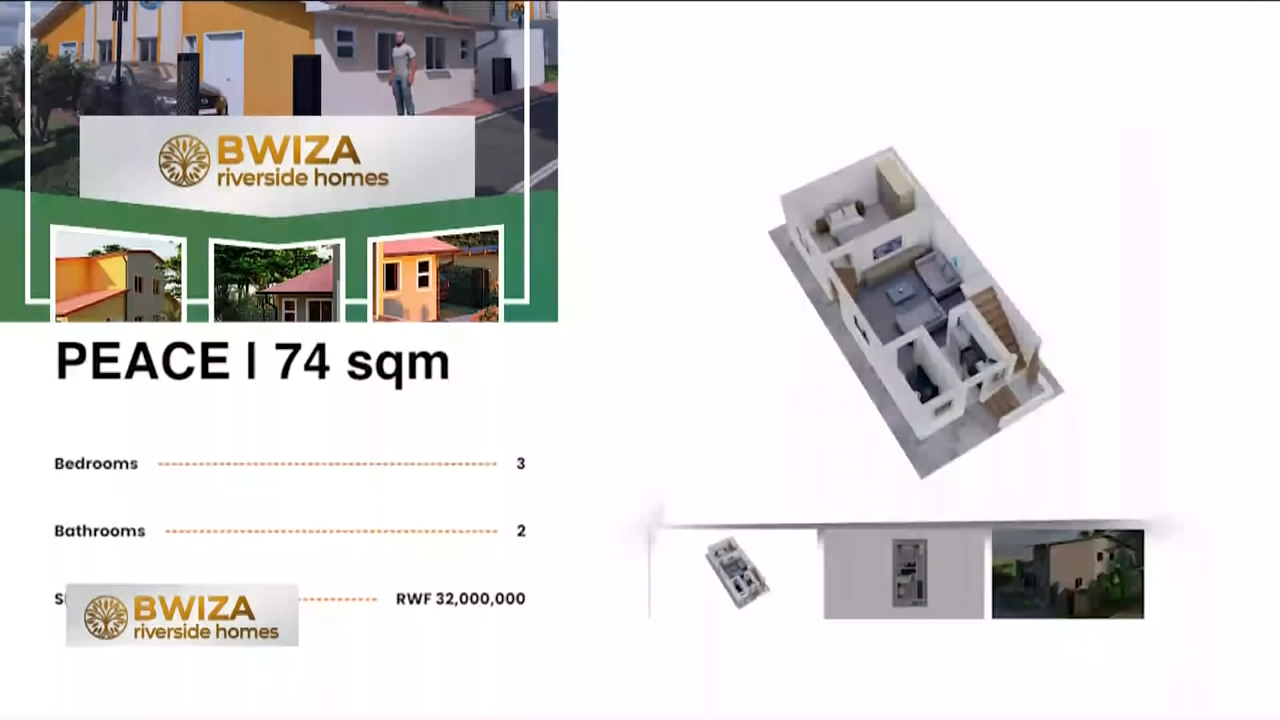 BWIZA
riverside homes
PEACE | 74 sqm
Bedrooms 3
Bathrooms 2
RWF 32,000,000
BWIZA
riverside homes